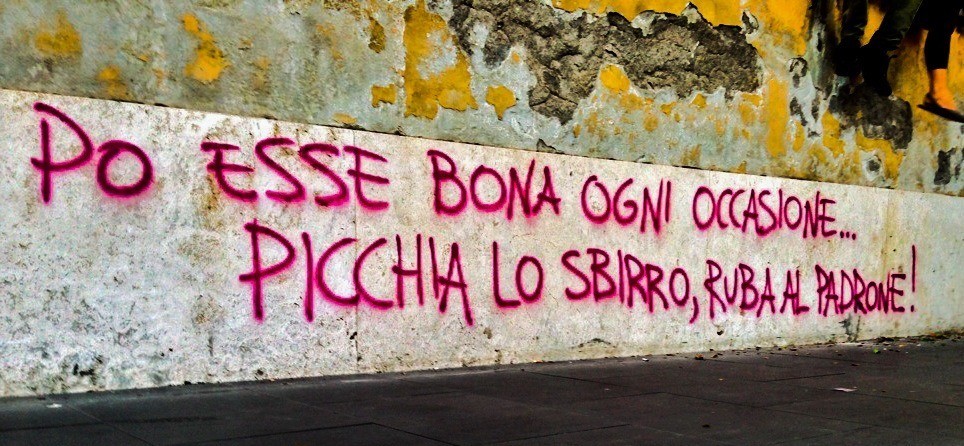 PO ESSE BONA OGNI OCCASIONE...
PICCHIA LO SBIRRO, RUBA AL PADRONE!